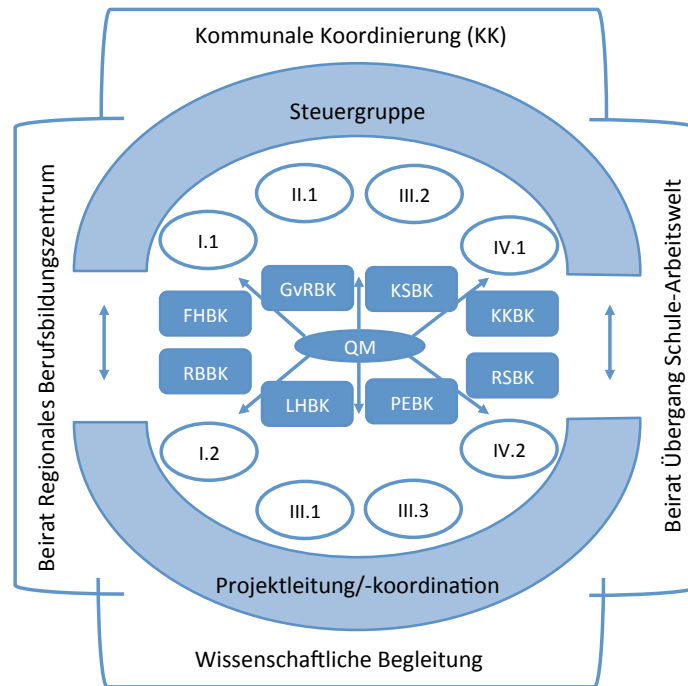 Kommunale Koordinierung (KK)
Steuergruppe
Beirat Regionales Berufsbildungszentrum
Beirat Übergang Schule-Arbeitswelt
II.1
III.2
I.1
IV.1
GvRBK
KSBK
FHBK
KKBK
QM
RBBK
RSBK
LHBK
PEBK
I.2
IV.2
III.1
III.3
Projektleitung/-koordination
Wissenschaftliche Begleitung